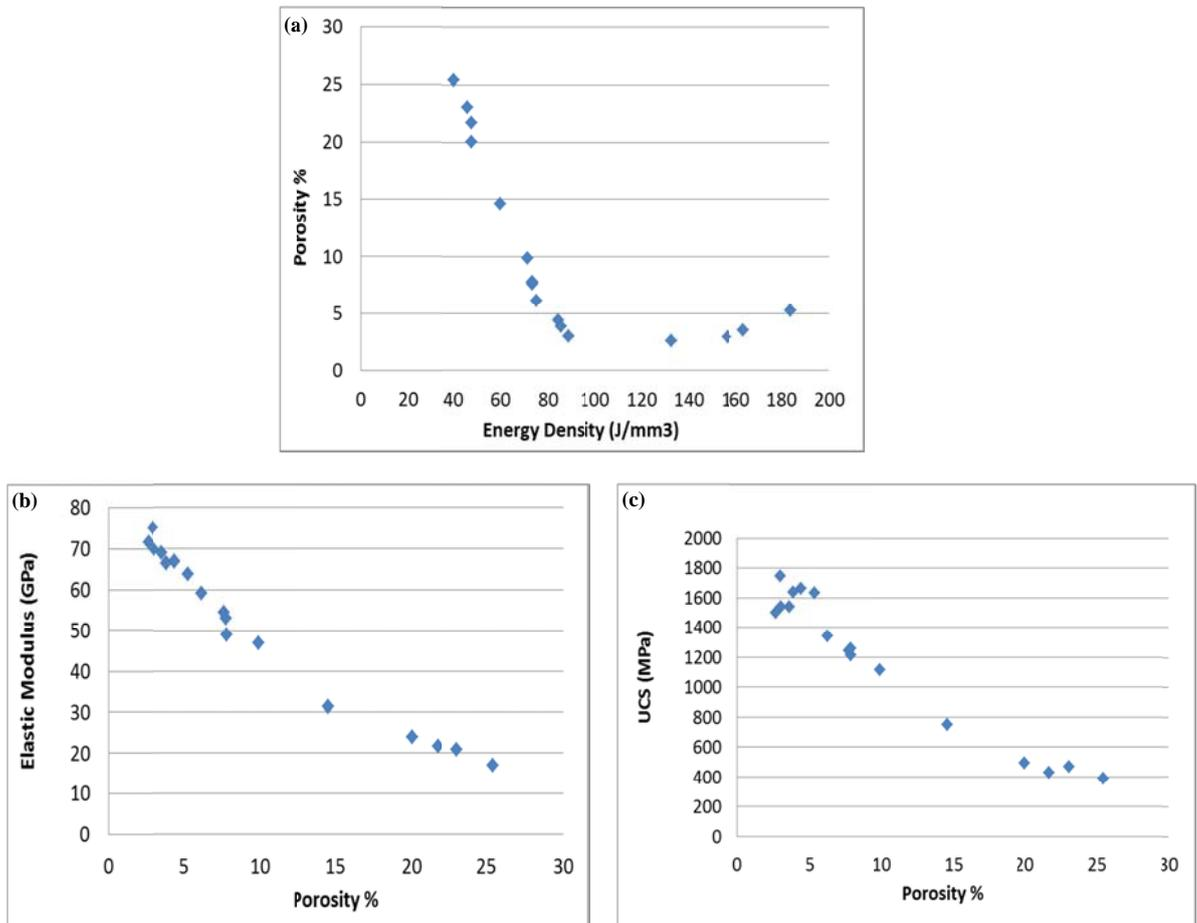 (a)
30
25
20
15
10
5
0
Porosity %
0 20 40 60 80 100 120 140 160 180 200
Energy Density (J/mm3)
(b)
80
70
60
50
40
30
20
10
0
Elastic Modulus (GPa)
0 5 10 15 20 25 30
Porosity %
(c)
2000
1800
1600
1400
1200
1000
800
600
400
200
0
UCS (MPa)
0 5 10 15 20 25 30
Porosity %